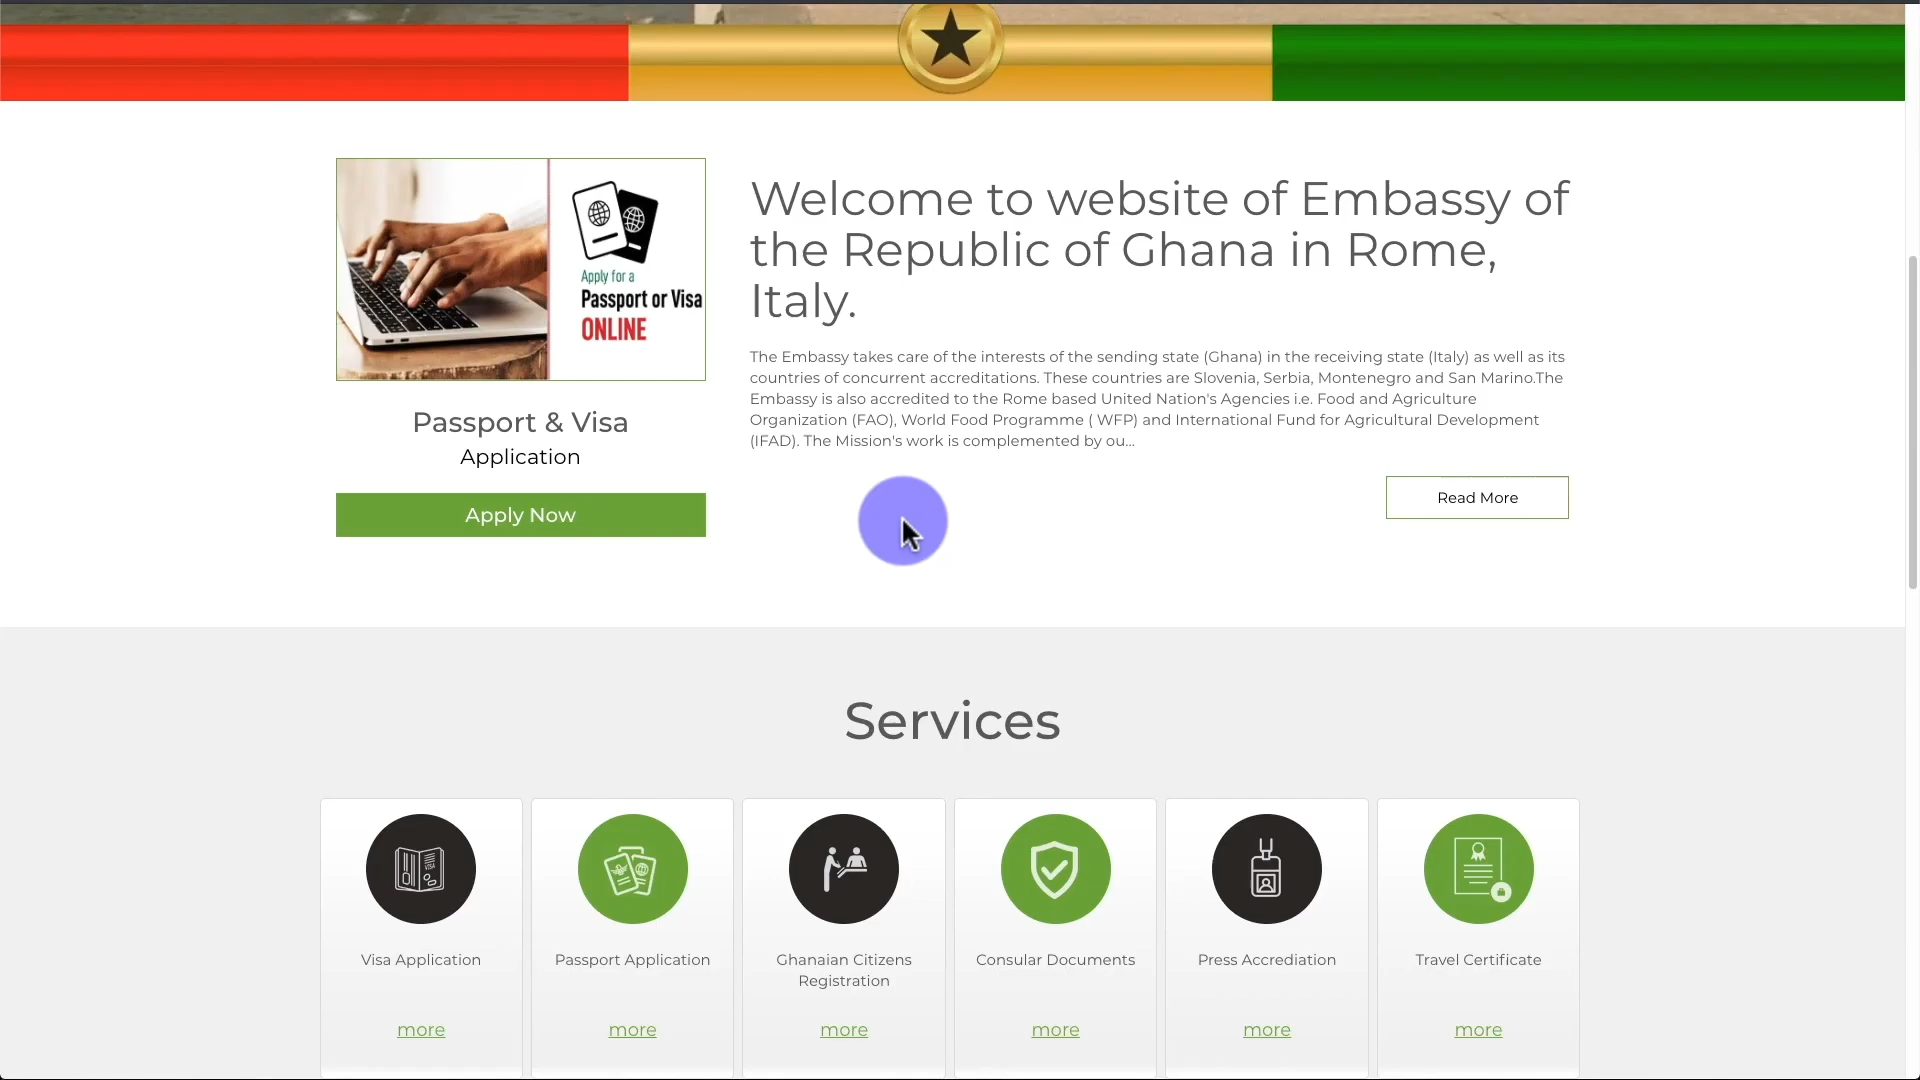 Apply for a
Passport or Visa
ONLINE
Passport & Visa
Application
Apply Now
Welcome to website of Embassy of
the Republic of Ghana in Rome,
Italy.
The Embassy takes care of the interests of the sending state (Ghana) in the receiving state (Italy) as well as its
countries of concurrent accreditations. These countries are Slovenia, Serbia, Montenegro and San Marino.The
Embassy is also accredited to the Rome based United Nation's Agencies i.e. Food and Agriculture
Organization (FAO), World Food Programme ( WFP) and International Fund for Agricultural Development
(IFAD). The Mission's work is complemented by ou...
Read More
Services
Visa Application
more
Passport Application
more
Ghanaian Citizens
Registration
more
Consular Documents
more
Press Accrediation
more
Travel Certificate
more